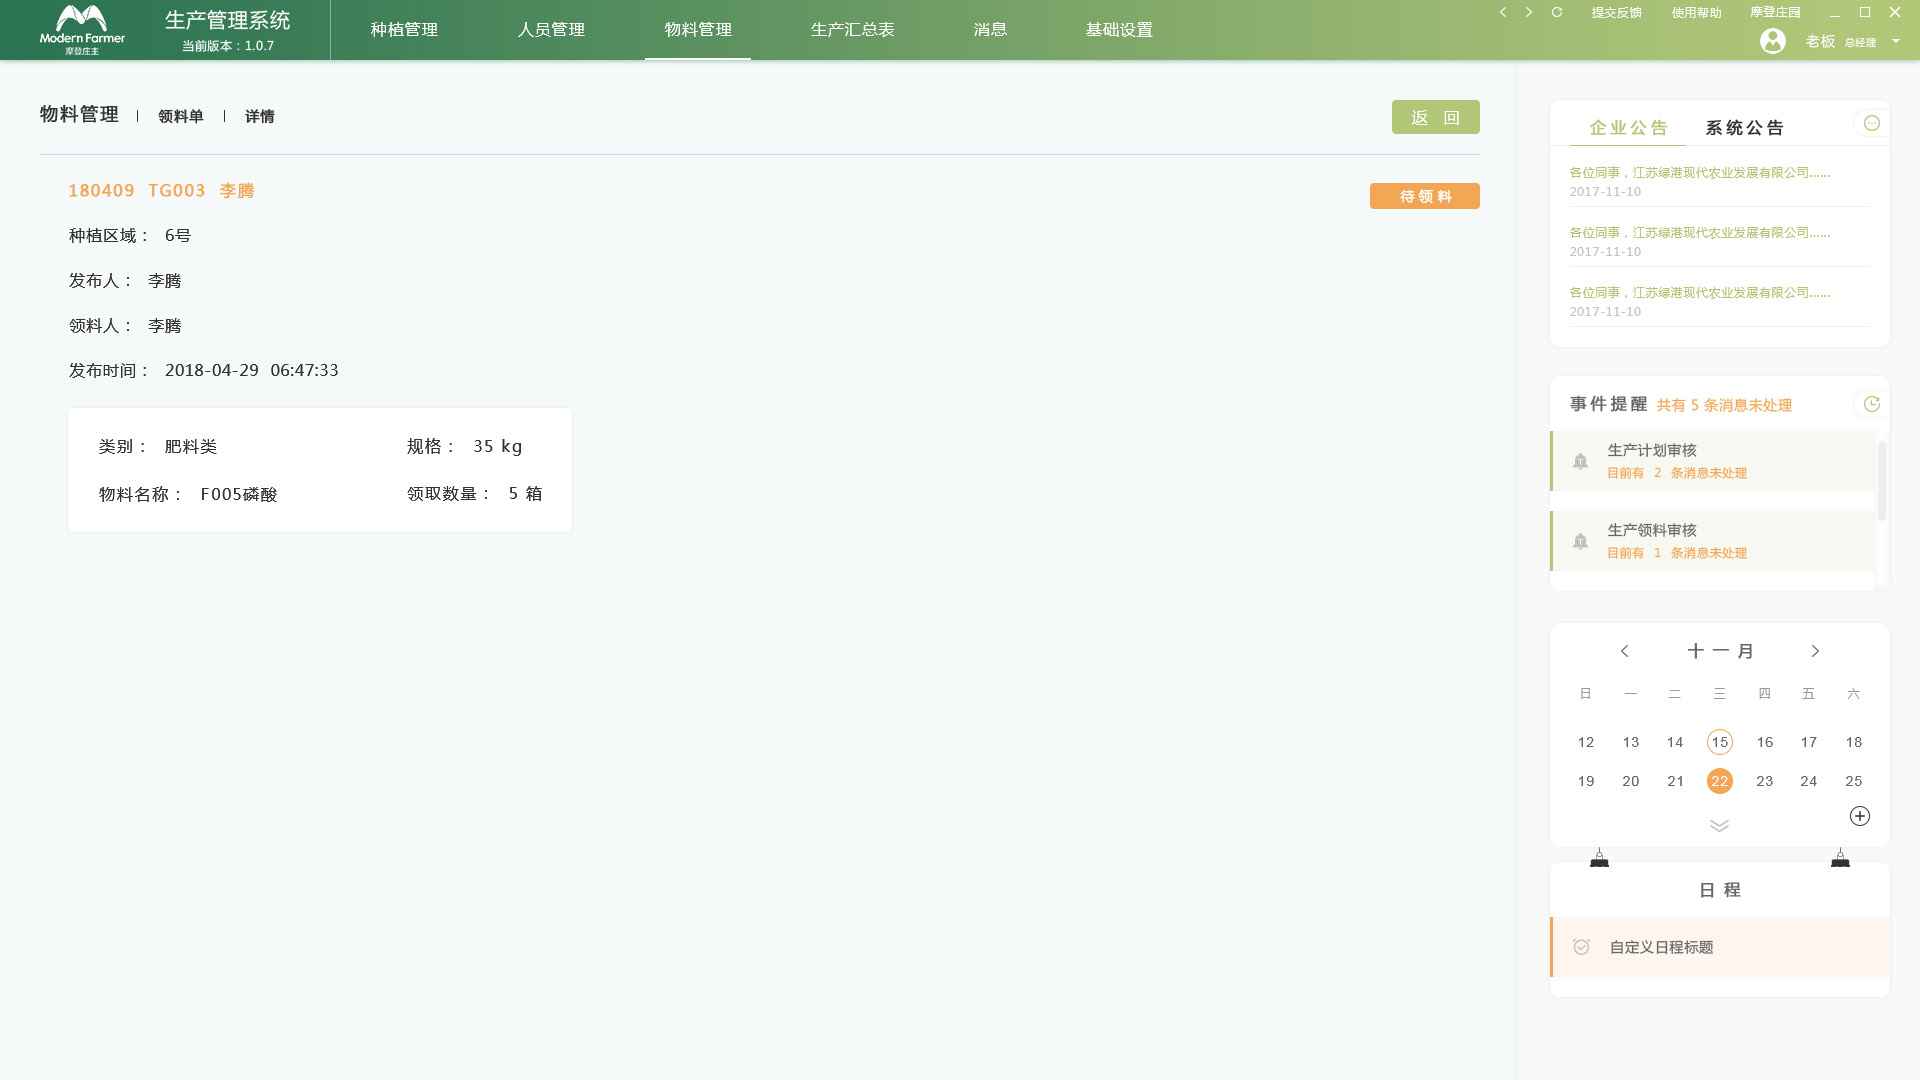 Modern Farmer
摩登庄主
生产管理系统
当前版本：1.0.7
种植管理
人员管理
物料管理
生产汇总表
消息
基础设置
提交反馈
使用帮助
摩登庄园
老板 总经理
物料管理 | 领料单 | 详情
返 回
180409 TG003 李腾
待领料
种植区域： 6号
发布人： 李腾
领料人： 李腾
发布时间： 2018-04-29 06:47:33
类别： 肥料类
规格： 35 kg
物料名称： F005磷酸
领取数量： 5 箱
企业公告 系统公告
各位同事，江苏绿港现代农业发展有限公司......
2017-11-10
各位同事，江苏绿港现代农业发展有限公司......
2017-11-10
各位同事，江苏绿港现代农业发展有限公司......
2017-11-10
事件提醒 共有 5 条消息未处理
生产计划审核
目前有 2 条消息未处理
生产领料审核
目前有 1 条消息未处理
十一月
日 一 二 三 四 五 六
12 13 14 15 16 17 18
19 20 21 22 23 24 25
日程
自定义日程标题